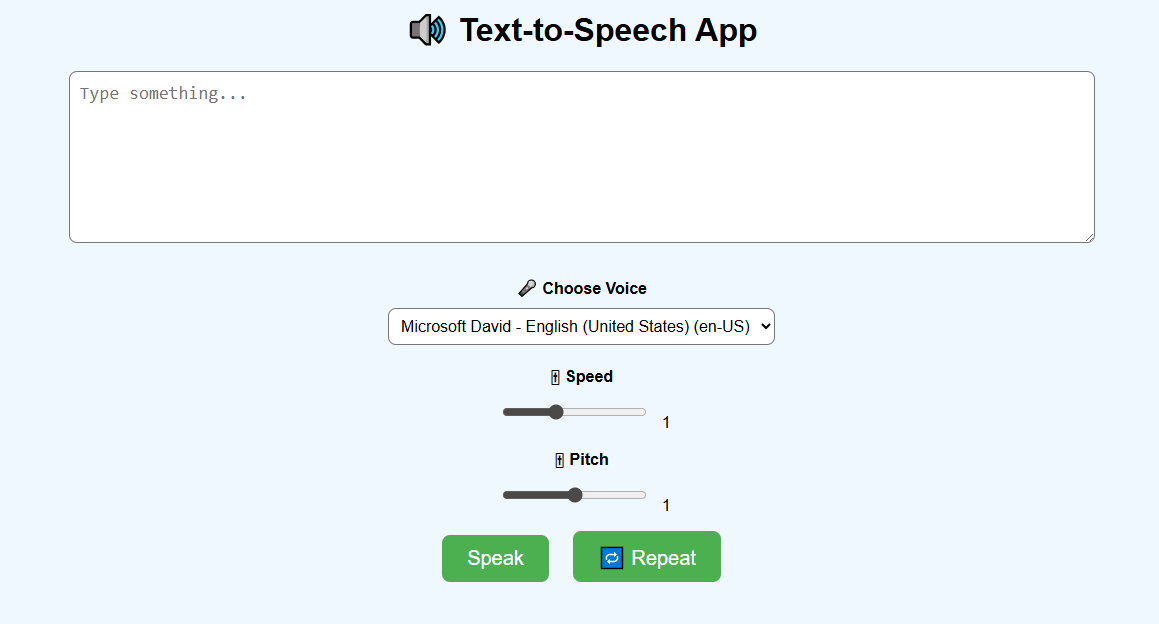 🔊 Text-to-Speech App
Type something...
🎤 Choose Voice
Microsoft David - English (United States) (en-US)
🎚 Speed
1
🎚 Pitch
1
Speak
🔁 Repeat